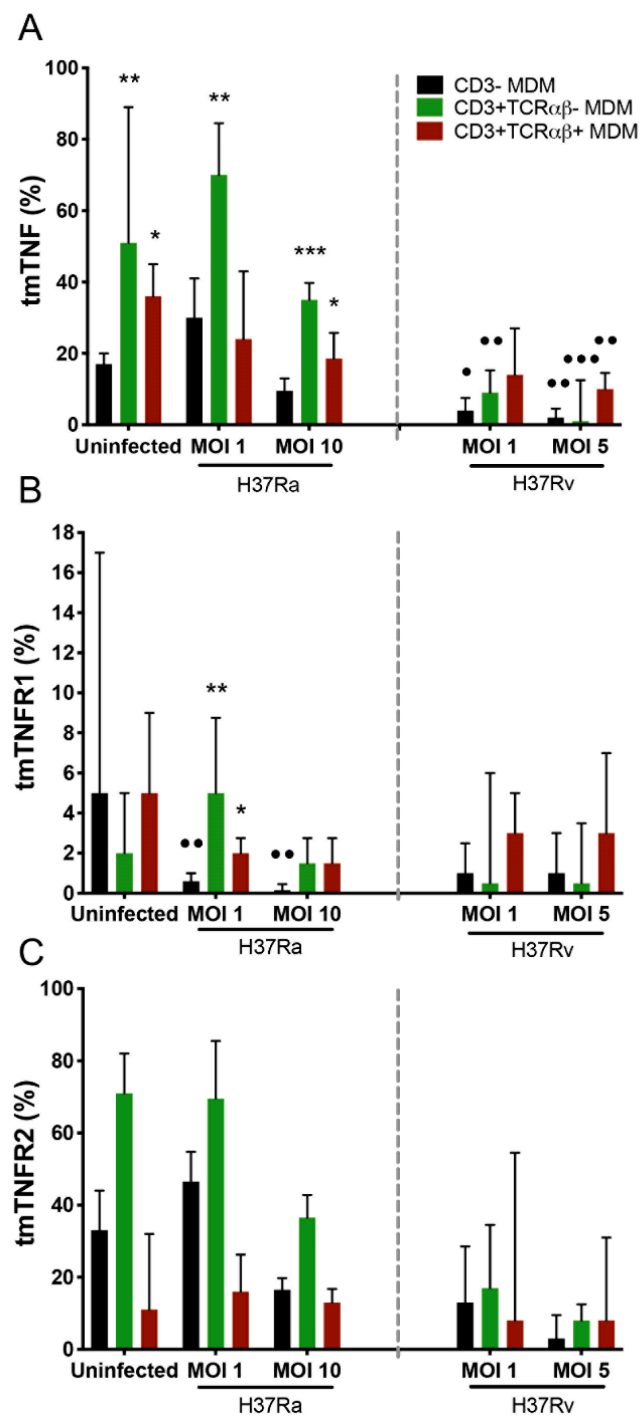 A
100
80
60
40
20
0
tmTNF (%)
** * ** *** *
• •• •• ••• ••
CD3- MDM
CD3+TCRαβ- MDM
CD3+TCRαβ+ MDM
Uninfected MOI 1 MOI 10 MOI 1 MOI 5
H37Ra H37Rv
B
18
16
14
12
10
8
6
4
2
0
tmTNFR1 (%)
•• ** * ••
Uninfected MOI 1 MOI 10 MOI 1 MOI 5
H37Ra H37Rv
C
100
80
60
40
20
0
tmTNFR2 (%)
Uninfected MOI 1 MOI 10 MOI 1 MOI 5
H37Ra H37Rv